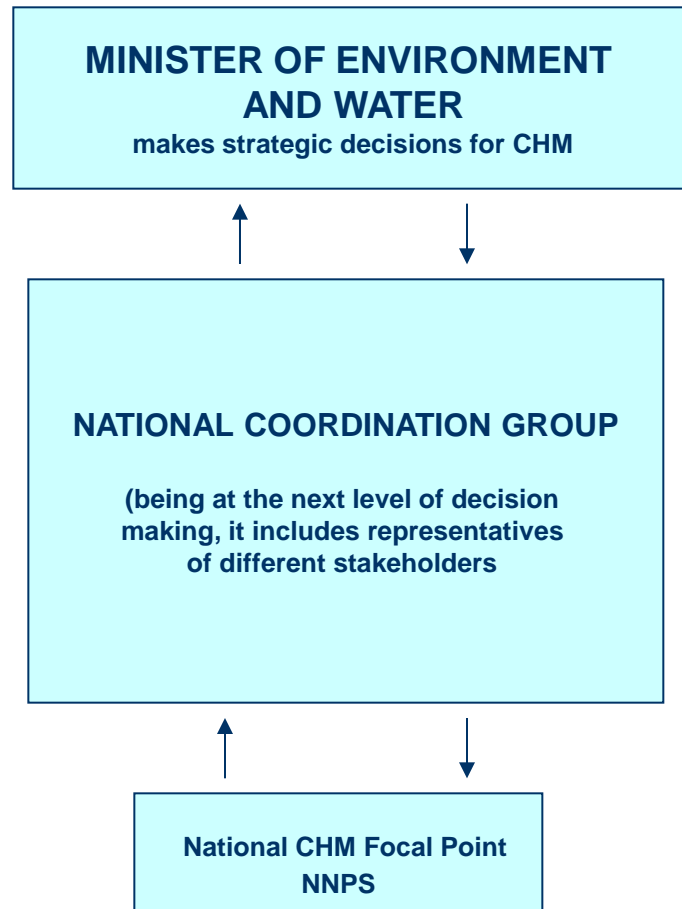 MINISTER OF ENVIRONMENT
AND WATER
makes strategic decisions for CHM
NATIONAL COORDINATION GROUP
(being at the next level of decision
making, it includes representatives
of different stakeholders
National CHM Focal Point
NNPS